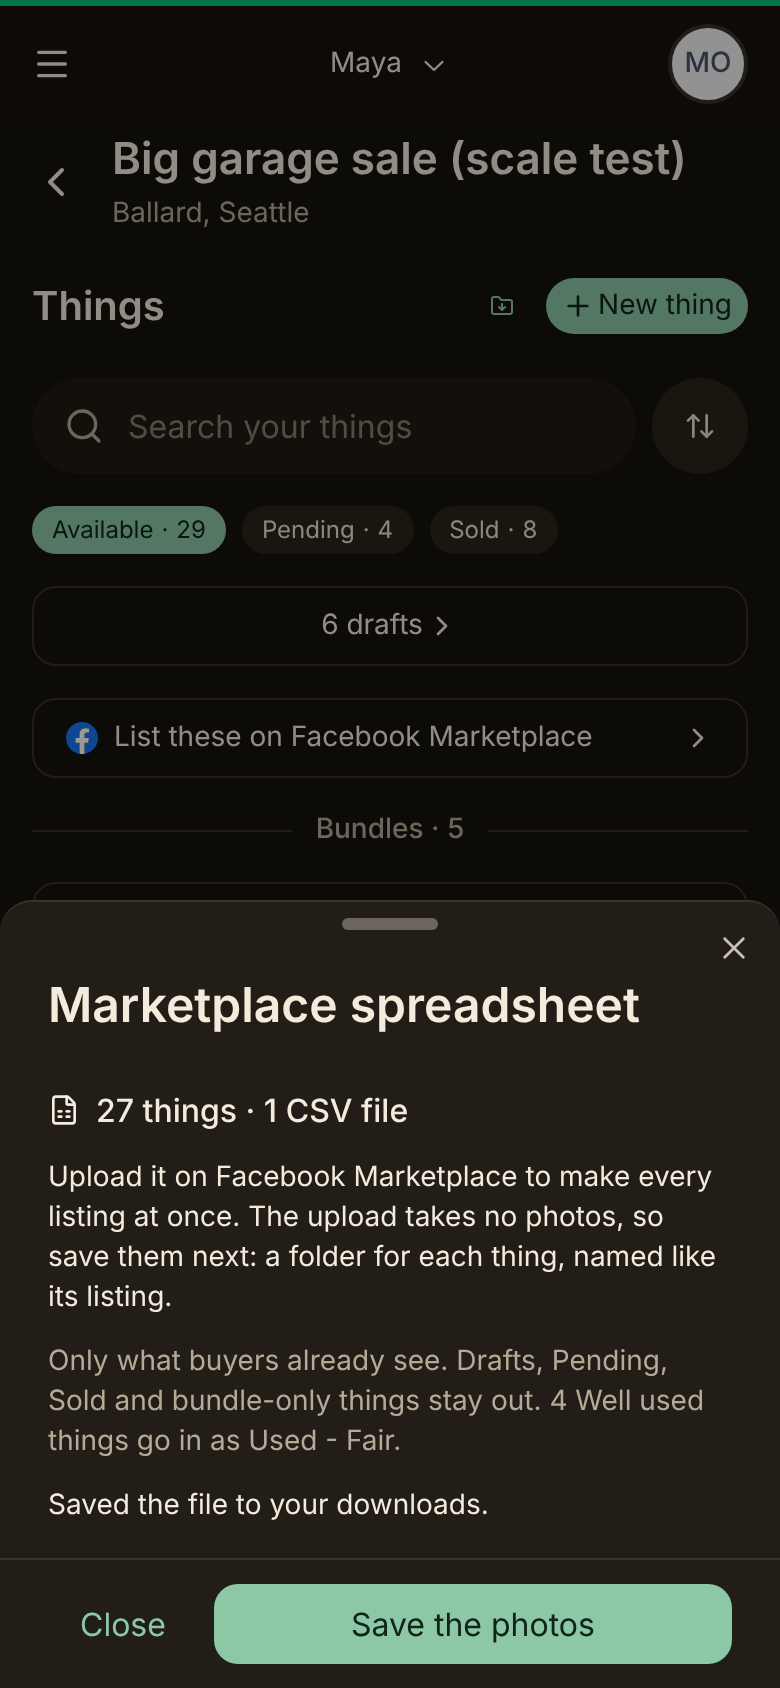 Maya
MO
Big garage sale (scale test)
Ballard, Seattle
Things
New thing
Search your things
Available · 29
Pending · 4
Sold · 8
6 drafts
List these on Facebook Marketplace
Bundles · 5
Marketplace spreadsheet
27 things · 1 CSV file
Upload it on Facebook Marketplace to make every
listing at once. The upload takes no photos, so
save them next: a folder for each thing, named like
its listing.
Only what buyers already see. Drafts, Pending,
Sold and bundle-only things stay out. 4 Well used
things go in as Used - Fair.
Saved the file to your downloads.
Close
Save the photos